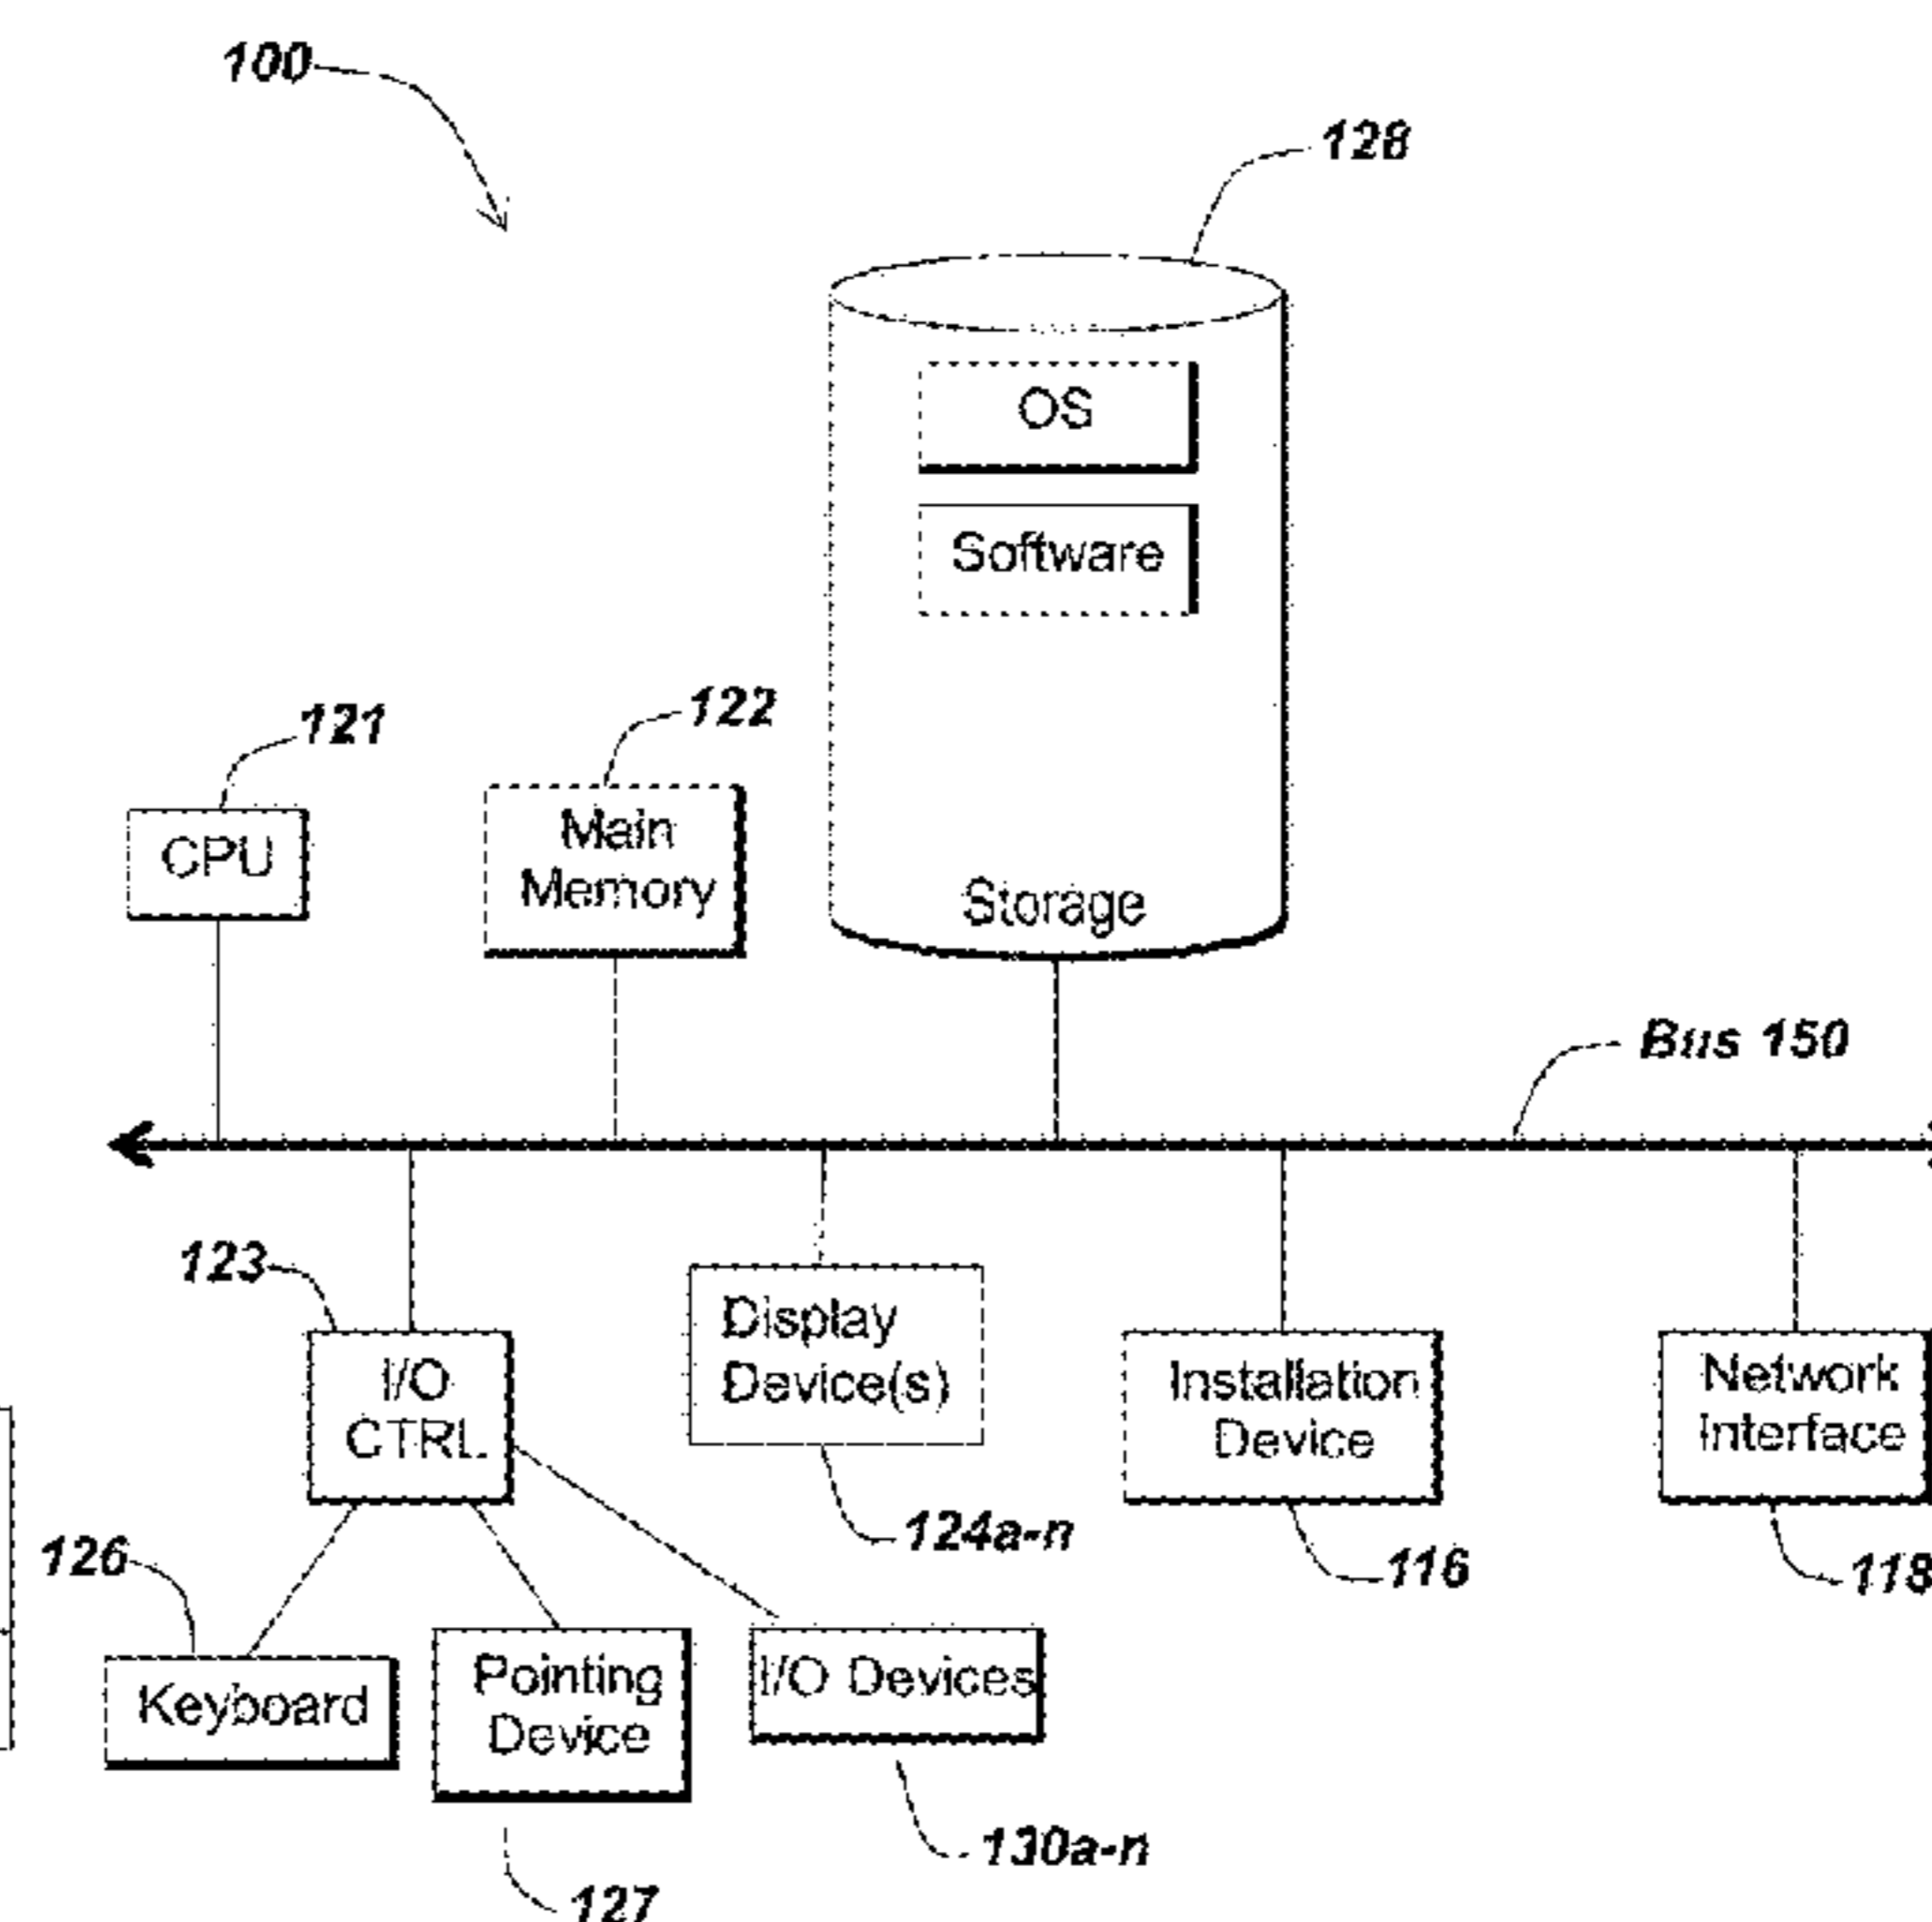 100
128
OS
Software
121
122
CPU
Main
Memory
Storage
Bus 150
123
Display
Device(s)
I/O
CTRL
Installation
Device
Network
Interface
124a-n
126
116
118
Keyboard
Pointing
Device
I/O Devices
130a-n
127